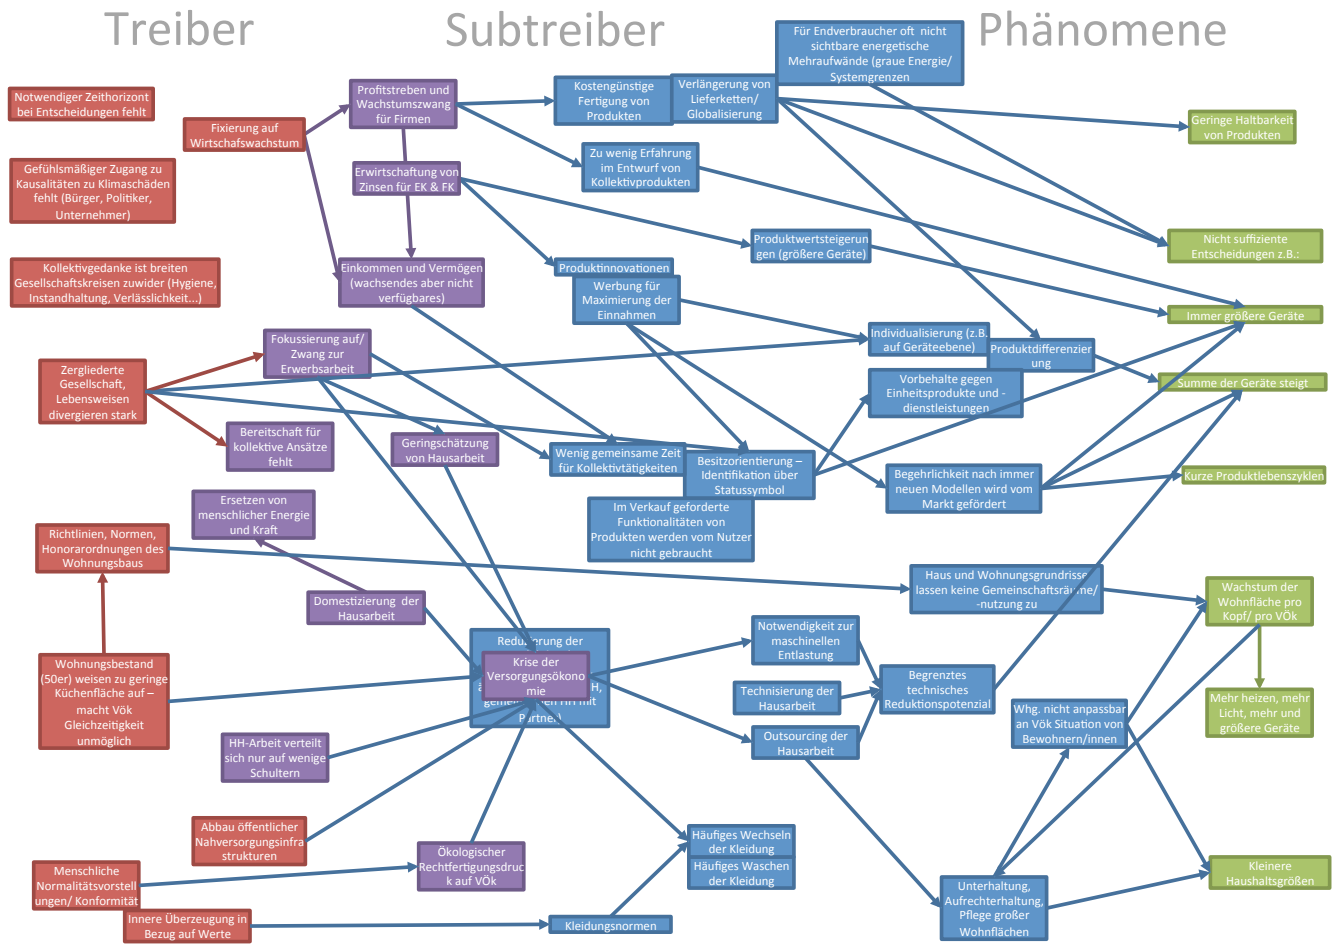 Treiber
Subtreiber
Phänomene
Notwendiger Zeithorizont
bei Entscheidungen fehlt
Fixierung auf
Wirtschafswachstum
Gefühlsmäßiger Zugang zu
Kausalitäten zu Klimaschäden
fehlt (Bürger, Politiker,
Unternehmer)
Kollektivgedanke ist breiten
Gesellschaftskreisen zuwider (Hygiene,
Instandhaltung, Verlässlichkeit...)
Zergliederte
Gesellschaft,
Lebensweisen
divergieren stark
Richtlinien, Normen,
Honorarordnungen des
Wohnungsbaus
Wohnungsbestand
(50er) weisen zu geringe
Küchenfläche auf –
macht Vök
Gleichzeitigkeit
unmöglich
Abbau öffentlicher
Nahversorgungsinfra
strukturen
Menschliche
Normalitätsvorstell
ungen/ Konformität
Innere Überzeugung in
Bezug auf Werte
Profitstreben und
Wachstumszwang
für Firmen
Erwirtschaftung von
Zinsen für EK & FK
Einkommen und Vermögen
(wachsendes aber nicht
verfügbares)
Fokussierung auf/
Zwang zur
Erwerbsarbeit
Bereitschaft für
kollektive Ansätze
fehlt
Geringschätzung
von Hausarbeit
Ersetzen von
menschlicher Energie
und Kraft
Domestizierung der
Hausarbeit
Reduzierung der
Krise der
Versorgungsökono
mie
Partner)
HH-Arbeit verteilt
sich nur auf wenige
Schultern
Ökologischer
Rechtfertigungsdruc
k auf VÖk
Kostengünstige
Fertigung von
Produkten
Verlängerung von
Lieferketten/
Globalisierung
Für Endverbraucher oft nicht
sichtbare energetische
Mehraufwände (graue Energie/
Systemgrenzen
Zu wenig Erfahrung
im Entwurf von
Kollektivprodukten
Produktwertsteigerun
gen (größere Geräte)
Produktinnovationen
Werbung für
Maximierung der
Einnahmen
Individualisierung (z.B.
auf Geräteebene)
Produktdifferenzier
ung
Vorbehalte gegen
Einheitsprodukte und -
dienstleistungen
Wenig gemeinsame Zeit
für Kollektivtätigkeiten
Besitzorientierung –
Identifikation über
Statussymbol
Im Verkauf geforderte
Funktionalitäten von
Produkten werden vom Nutzer
nicht gebraucht
Begehrlichkeit nach immer
neuen Modellen wird vom
Markt gefördert
Haus und Wohnungsgrundrisse
lassen keine Gemeinschaftsräume/
-nutzung zu
Notwendigkeit zur
maschinellen
Entlastung
Technisierung der
Hausarbeit
Outsourcing der
Hausarbeit
Begrenztes
technisches
Reduktionspotenzial
Whg. nicht anpassbar
an Vök Situation von
Bewohnern/innen
Häufiges Wechseln
der Kleidung
Häufiges Waschen
der Kleidung
Kleidungsnormen
Unterhaltung,
Aufrechterhaltung,
Pflege großer
Wohnflächen
Geringe Haltbarkeit
von Produkten
Nicht suffiziente
Entscheidungen z.B.:
Immer größere Geräte
Summe der Geräte steigt
Kurze Produktlebenszyklen
Wachstum der
Wohnfläche pro
Kopf/ pro VÖk
Mehr heizen, mehr
Licht, mehr und
größere Geräte
Kleinere
Haushaltsgrößen